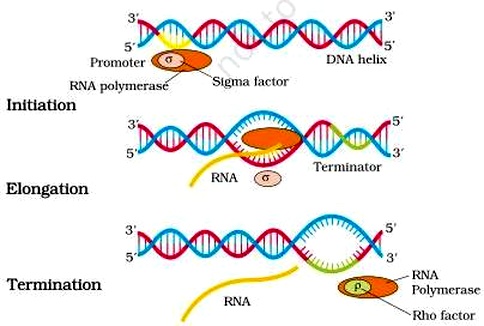 3' 3'
5' 5'
Promoter σ DNA helix
RNA polymerase Sigma factor
Initiation
3' 5'
5' 3'
RNA σ Terminator
Elongation
3' 5'
5' 3'
Termination
RNA
ρ
RNA
Polymerase
Rho factor